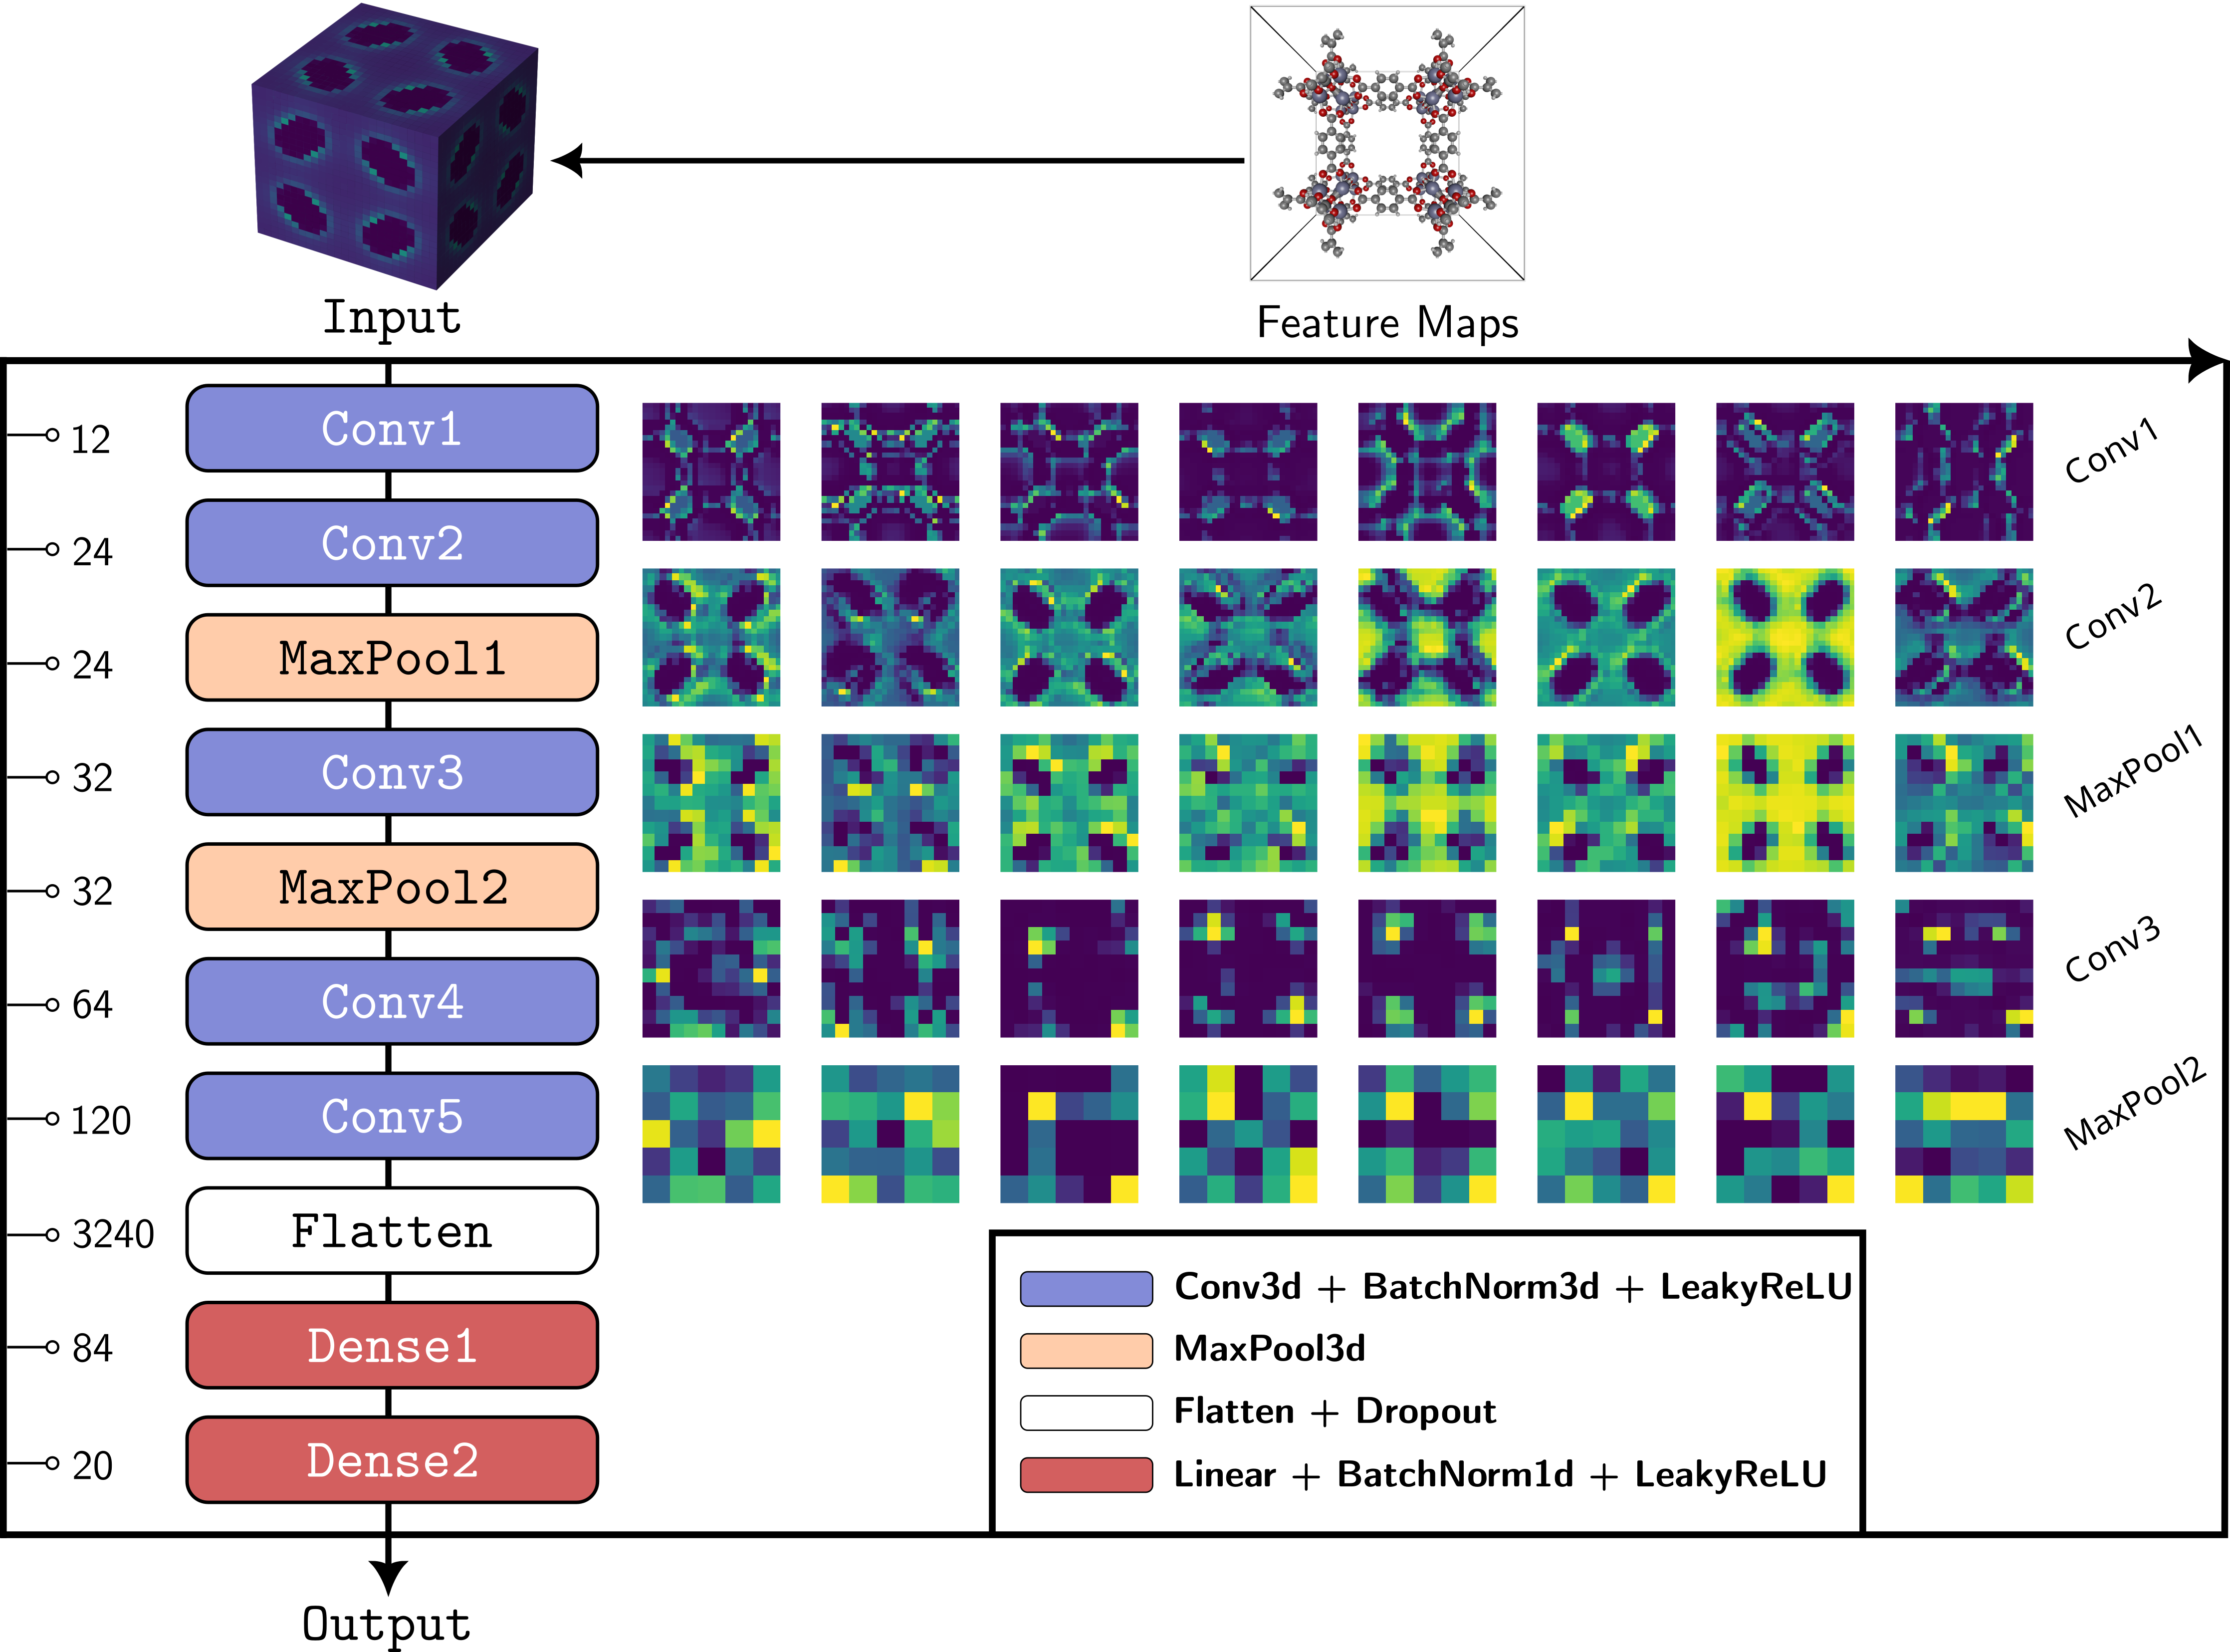 Input
Feature Maps
12
Conv1
24
Conv2
24
MaxPool1
32
Conv3
32
MaxPool2
64
Conv4
120
Conv5
3240
Flatten
84
Dense1
20
Dense2
Output
Conv1
Conv2
MaxPool1
Conv3
MaxPool2
Conv3d + BatchNorm3d + LeakyReLU
MaxPool3d
Flatten + Dropout
Linear + BatchNorm1d + LeakyReLU